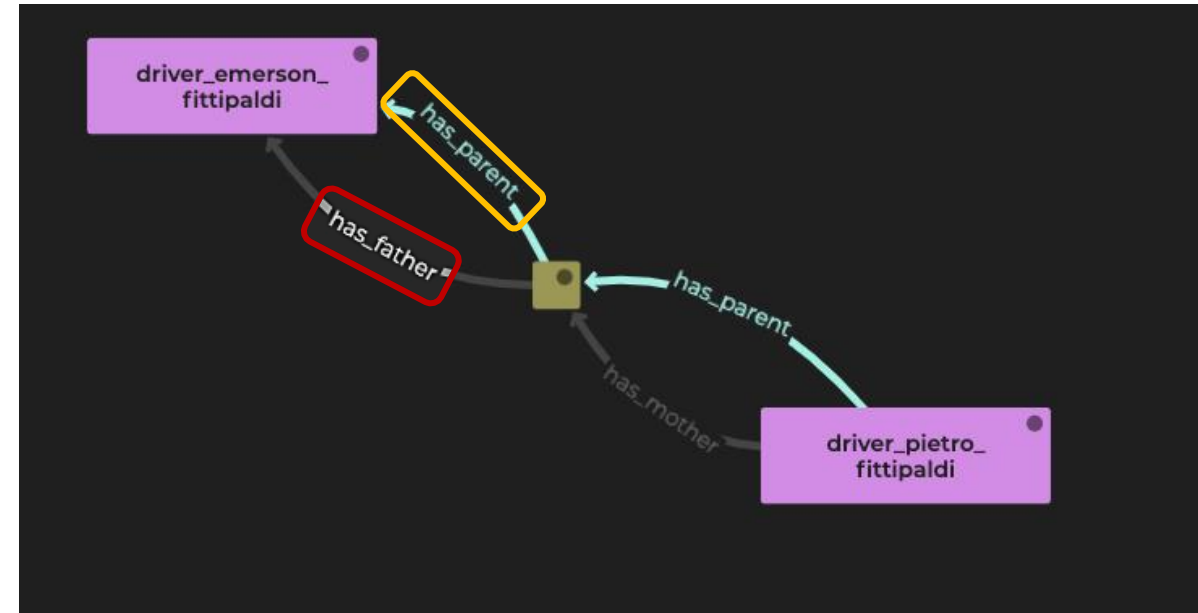 driver_emerson_
fittipaldi
has_parent
has_father
has_parent
has_mother
driver_pietro_
fittipaldi